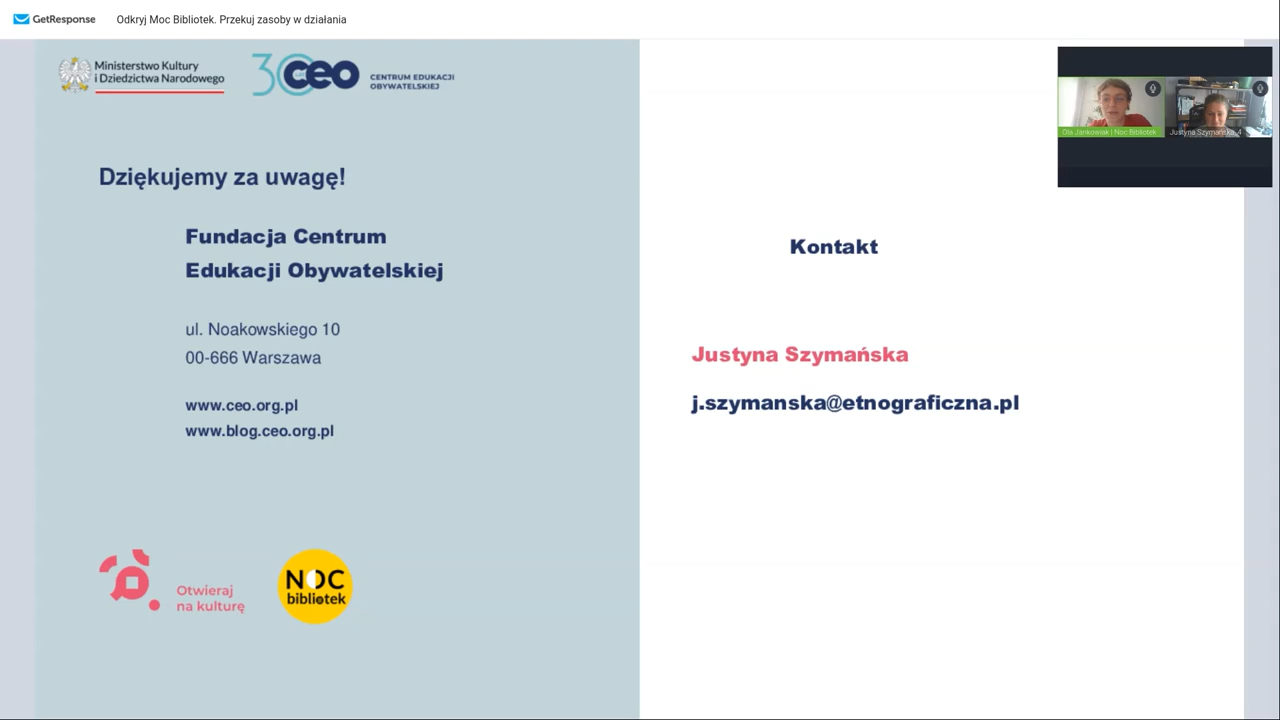 GetResponse
Odkryj Moc Bibliotek. Przekuj zasoby w działania
Ministerstwo Kultury
i Dziedzictwa Narodowego
30 ceo
CENTRUM EDUKACJI
OBYWATELSKIEJ
Dziękujemy za uwagę!
Fundacja Centrum
Edukacji Obywatelskiej
ul. Noakowskiego 10
00-666 Warszawa
www.ceo.org.pl
www.blog.ceo.org.pl
Otwieraj
na kulturę
NOC
bibliotek
Kontakt
Justyna Szymańska
j.szymanska@etnograficzna.pl
Ola Jankowiak | Noc Bibliotek
Justyna Szymańska_4